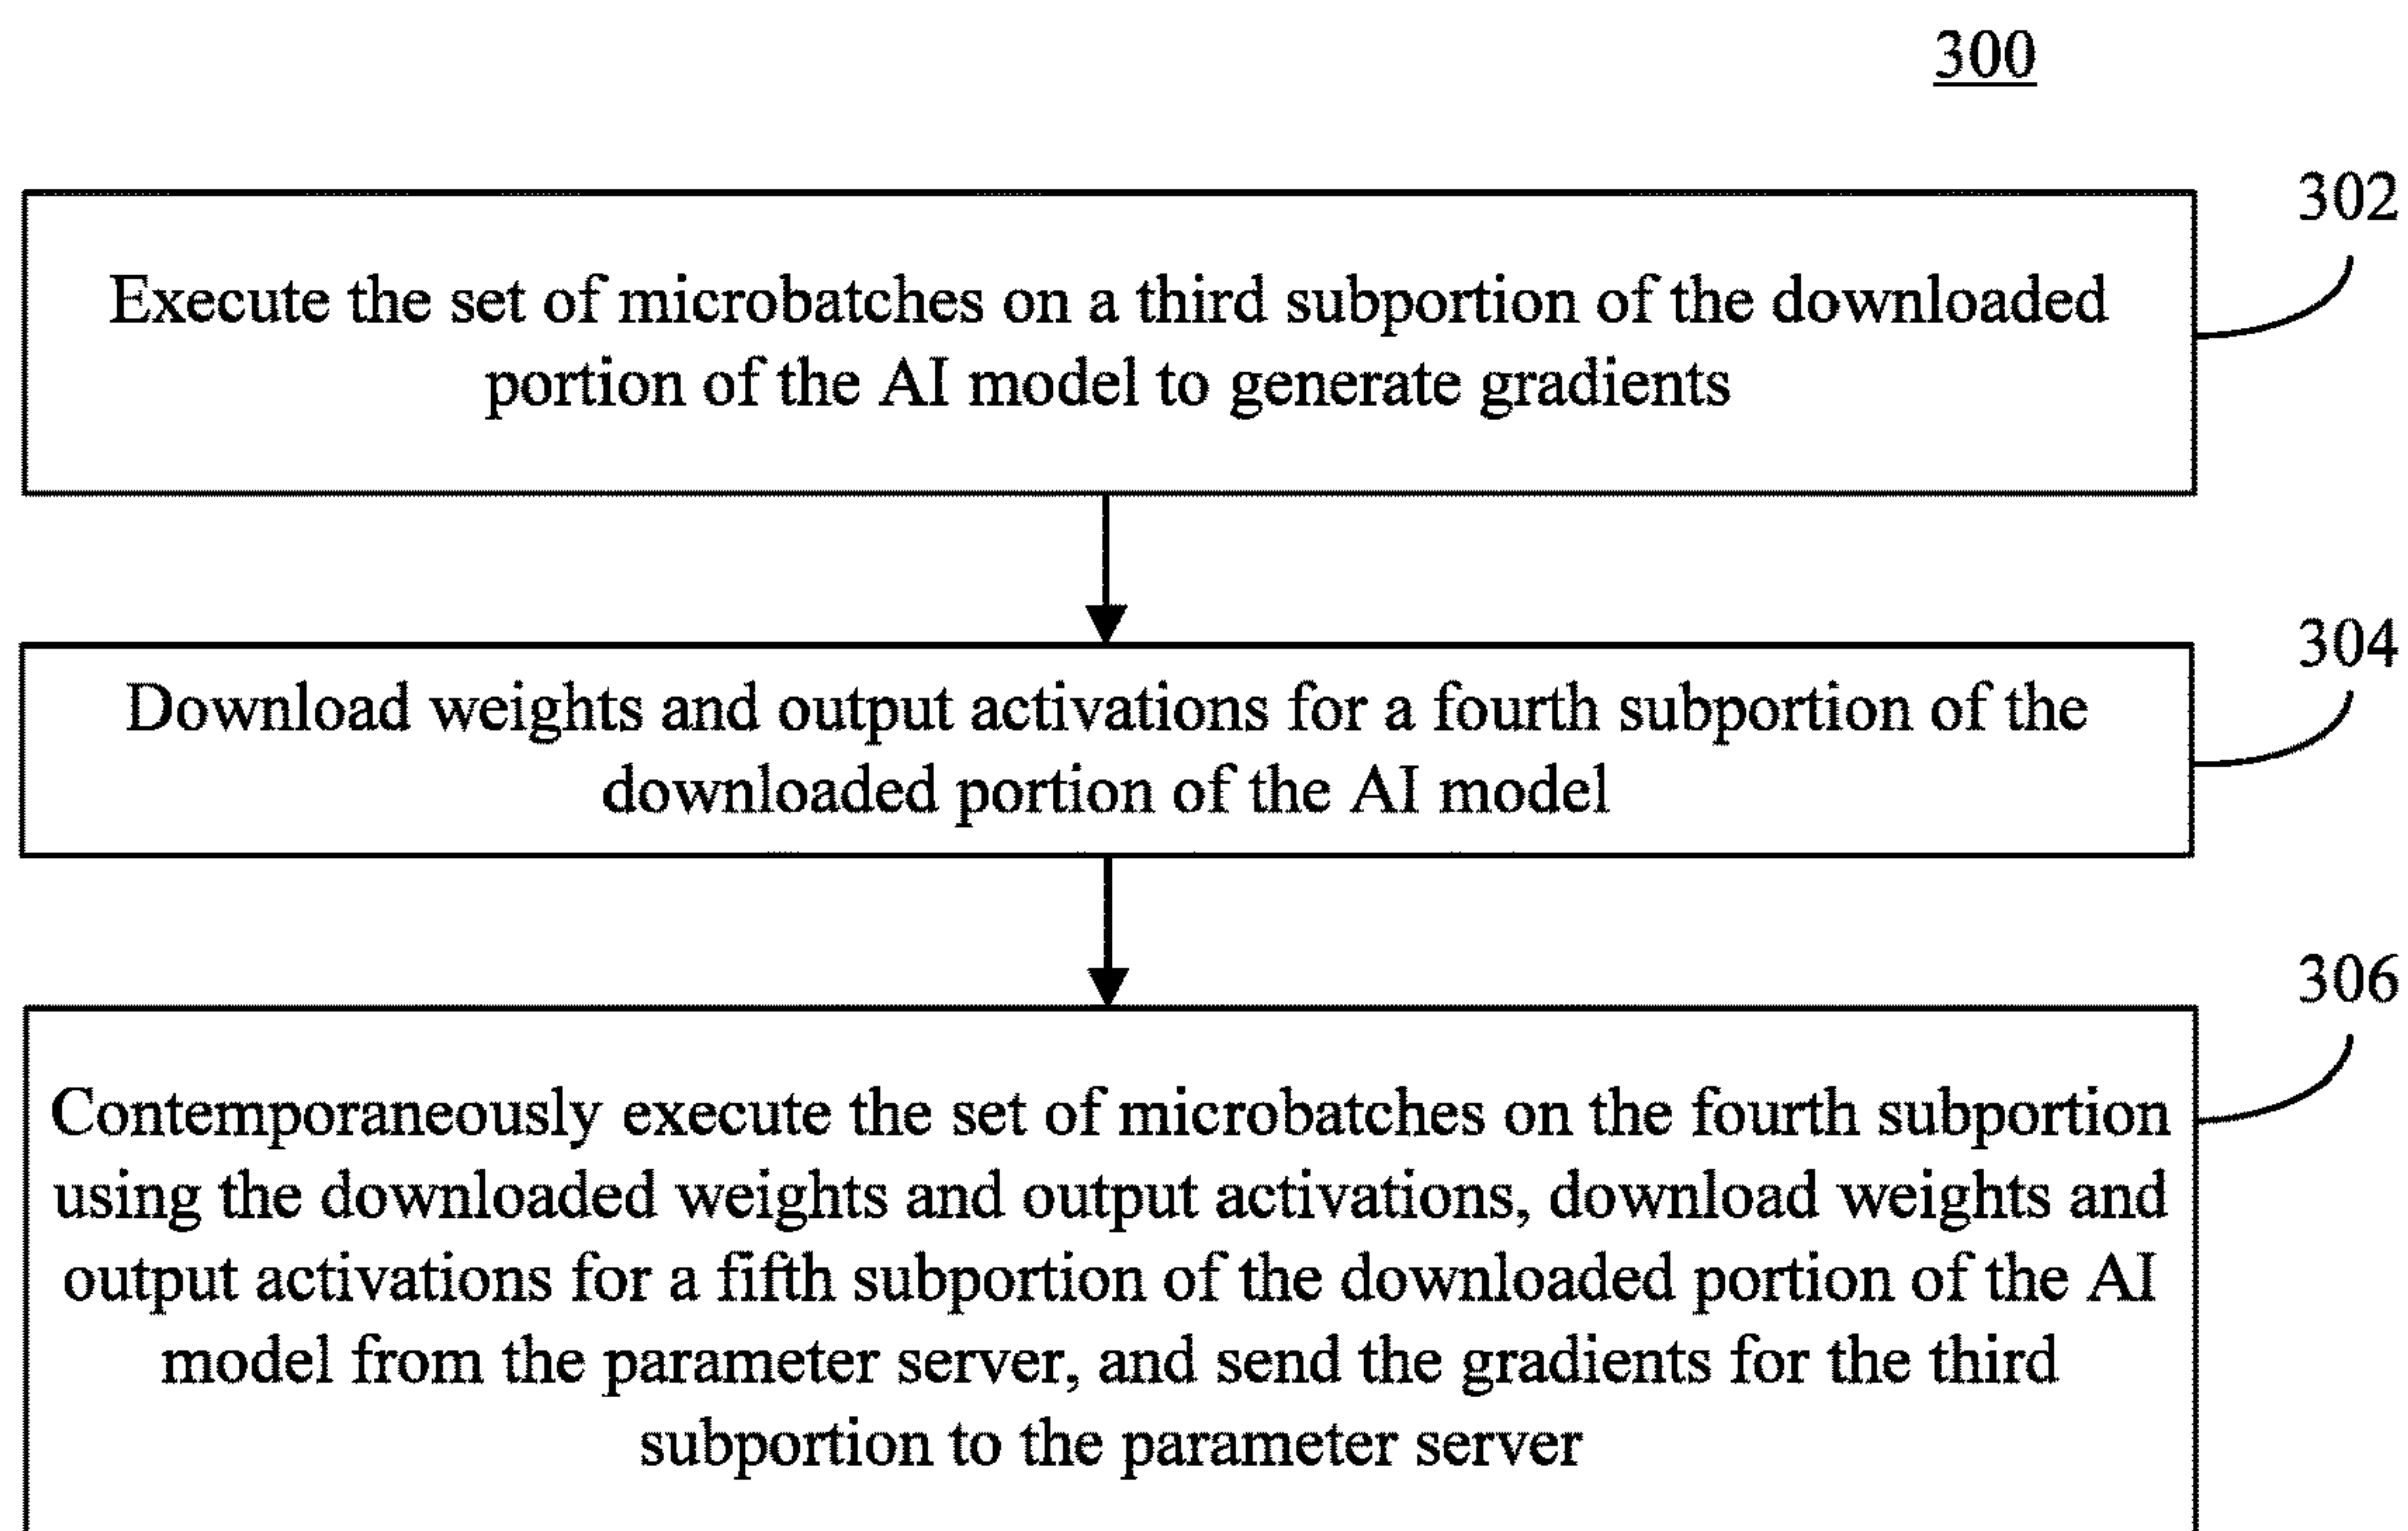 300
302
Execute the set of microbatches on a third subportion of the downloaded
portion of the AI model to generate gradients
304
Download weights and output activations for a fourth subportion of the
downloaded portion of the AI model
306
Contemporaneously execute the set of microbatches on the fourth subportion
using the downloaded weights and output activations, download weights and
output activations for a fifth subportion of the downloaded portion of the AI
model from the parameter server, and send the gradients for the third
subportion to the parameter server